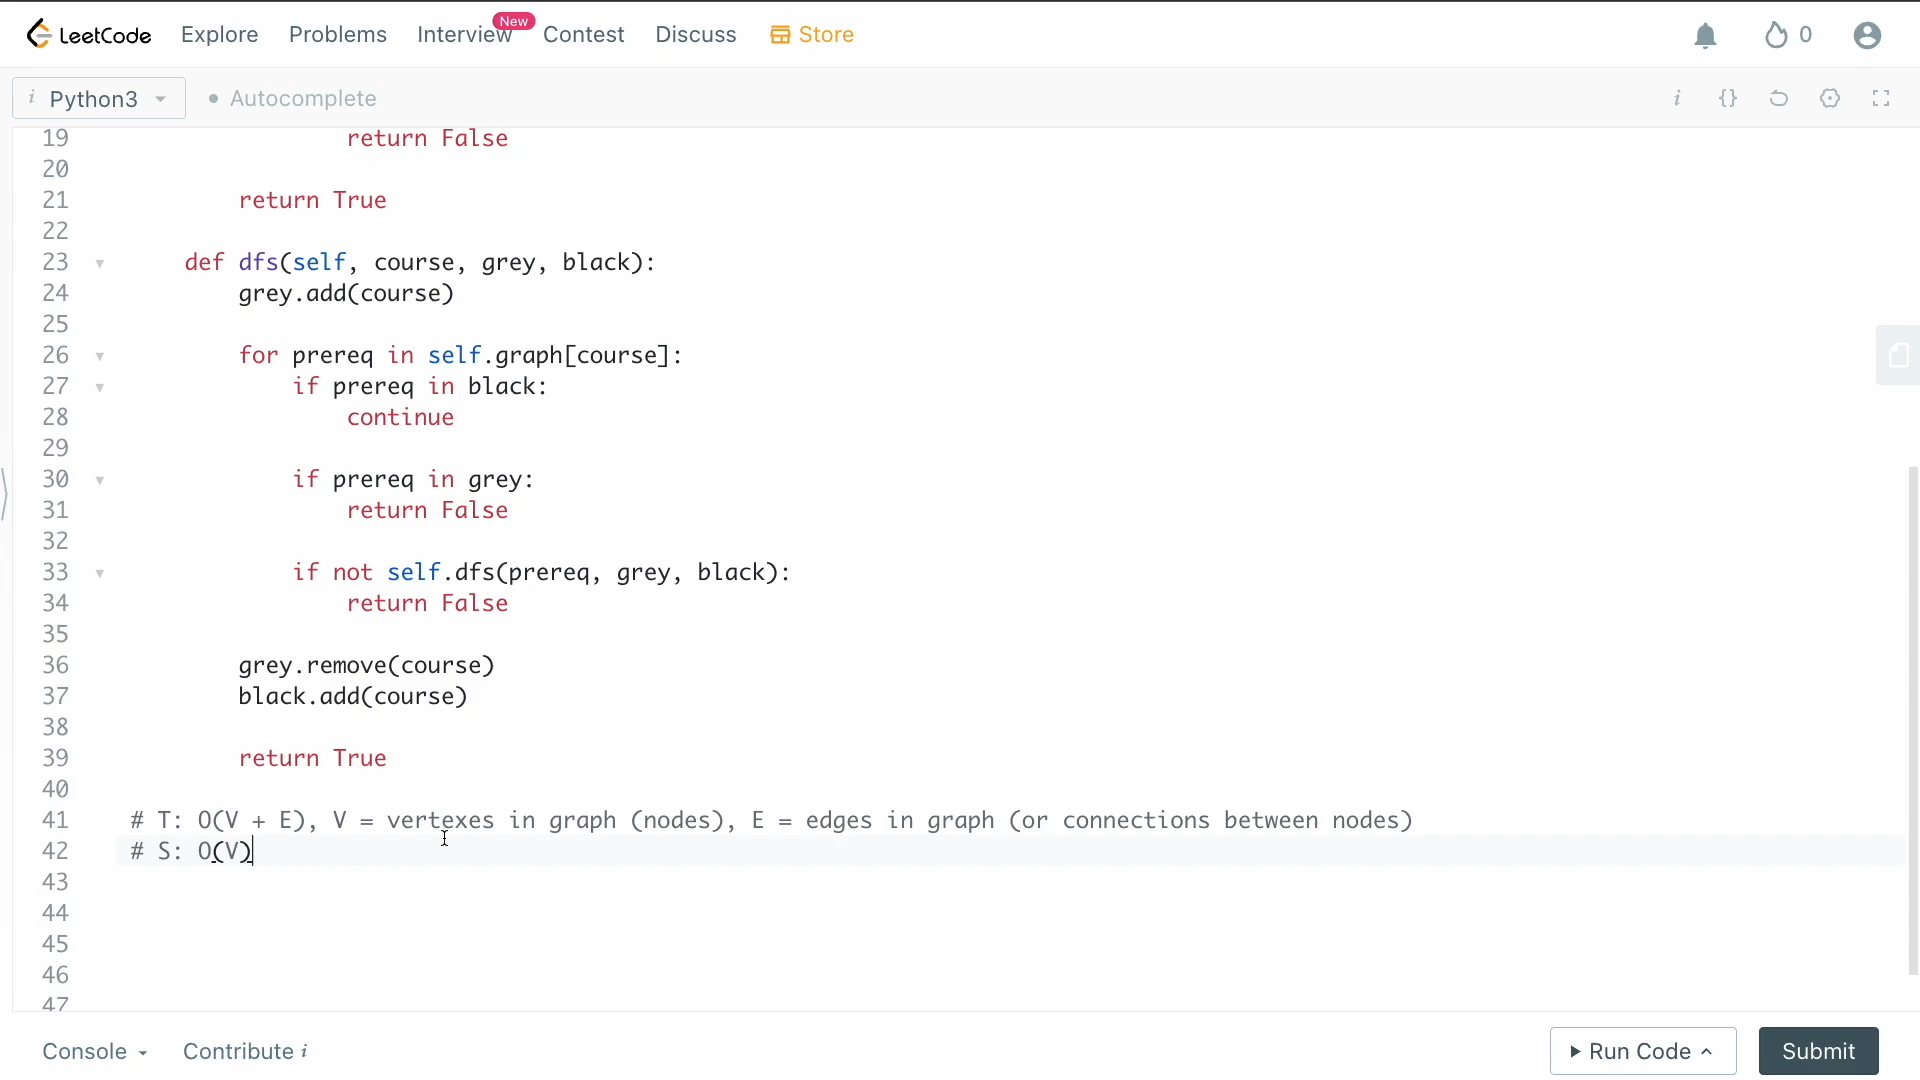 LeetCode Explore Problems Interview New Contest Discuss Store 0
i Python3 Autocomplete i {}
19 return False
20
21 return True
22
23 def dfs(self, course, grey, black):
24 grey.add(course)
25
26 for prereq in self.graph[course]:
27 if prereq in black:
28 continue
29
30 if prereq in grey:
31 return False
32
33 if not self.dfs(prereq, grey, black):
34 return False
35
36 grey.remove(course)
37 black.add(course)
38
39 return True
40
41 # T: O(V + E), V = vertexes in graph (nodes), E = edges in graph (or connections between nodes)
42 # S: O(V)
43
44
45
46
47
Console Contribute i Run Code Submit